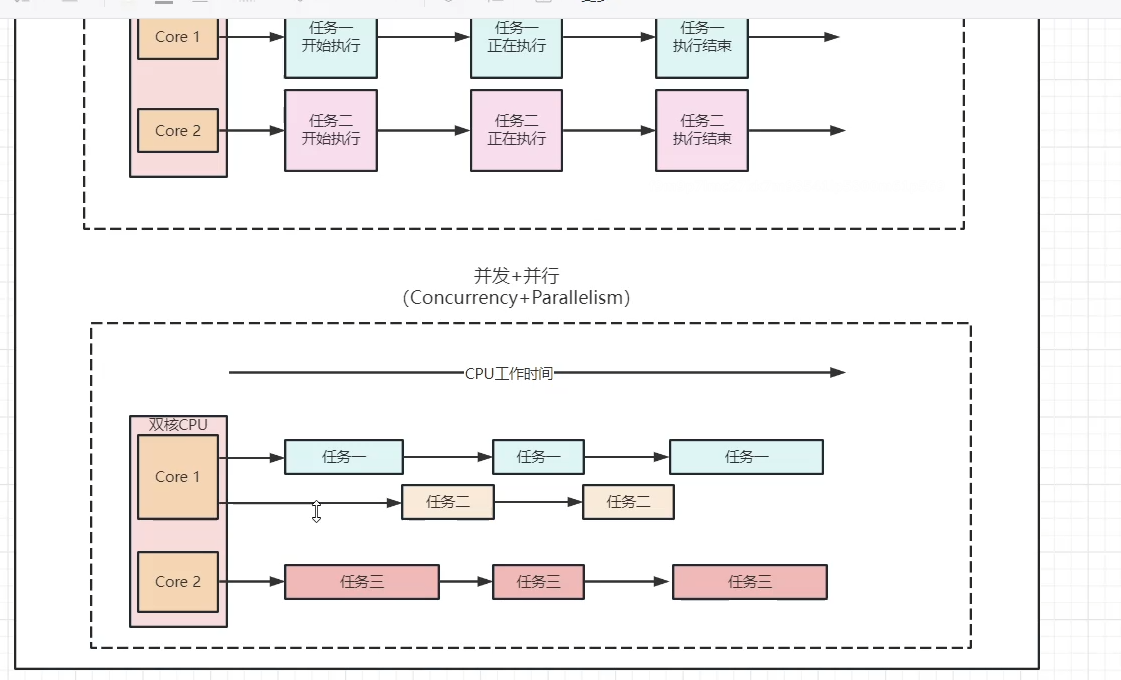 Core 1
任务一
开始执行
任务一
正在执行
任务一
执行结束
Core 2
任务二
开始执行
任务二
正在执行
任务二
执行结束
并发+并行
（Concurrency+Parallelism）
CPU工作时间
双核CPU
Core 1
任务一
任务一
任务一
任务二
任务二
Core 2
任务三
任务三
任务三